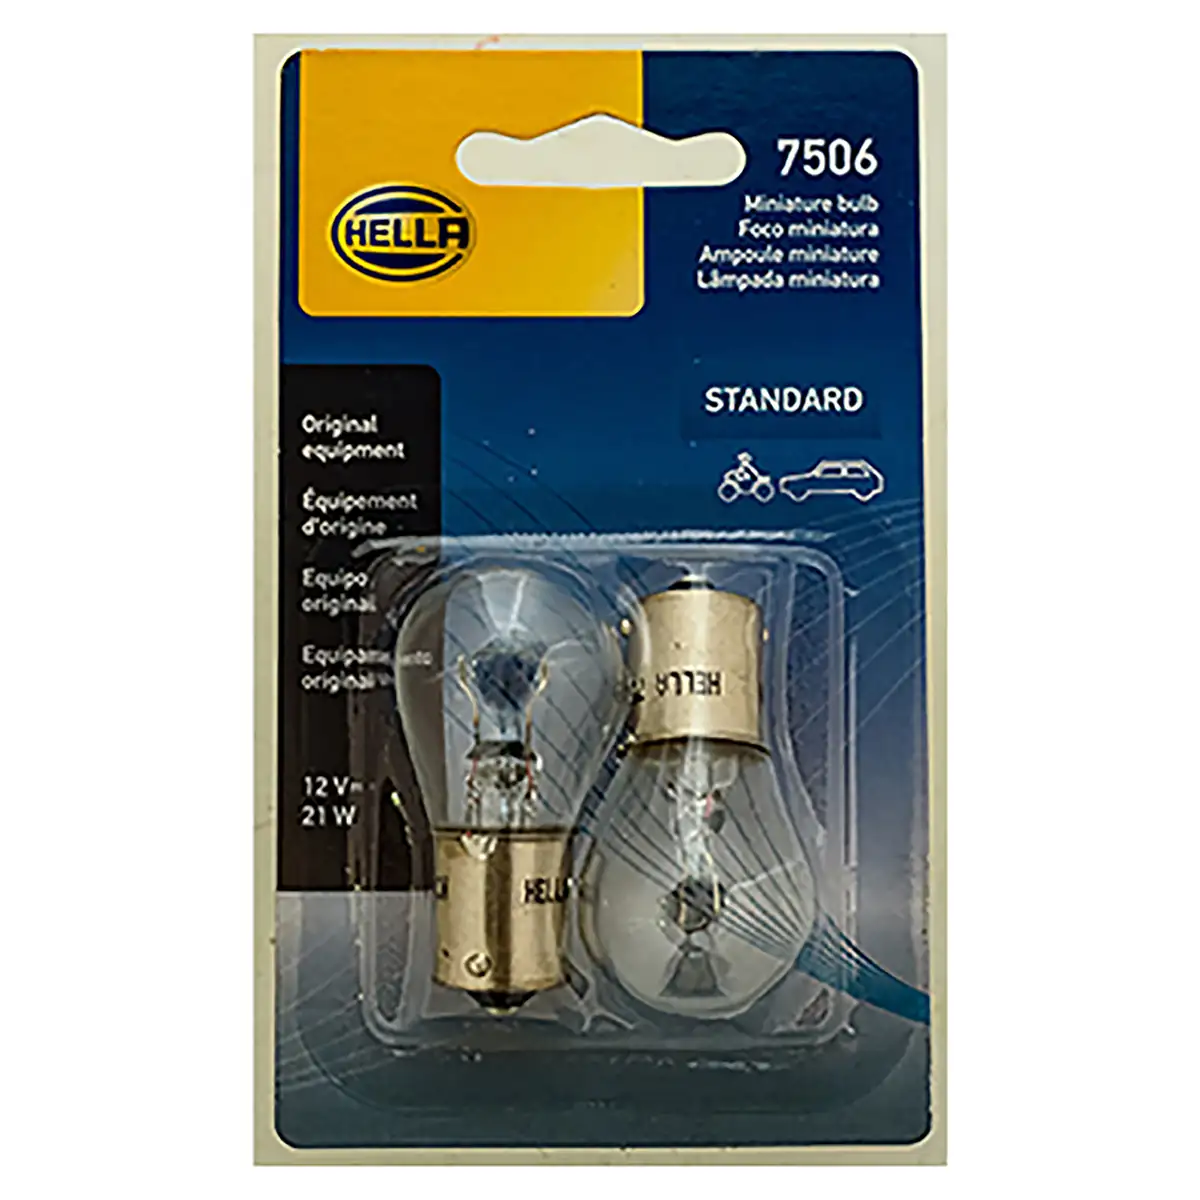 HELLA
7506
Miniature bulb
Foco miniatura
Ampoule miniature
Lâmpada miniatura
STANDARD
Original
equipment
Équipement
d'origine
Equipo
original
Equipamento
original
12 V
21 W
HELLA
HELLA